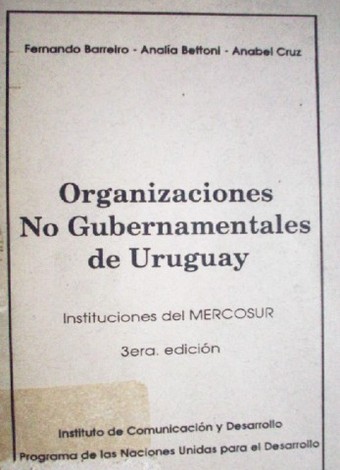 Fernando Barreiro - Analía Bettoni - Anabel Cruz
Organizaciones
No Gubernamentales
de Uruguay
Instituciones del MERCOSUR
3era. edición
Instituto de Comunicación y Desarrollo
Programa de las Naciones Unidas para el Desarrollo